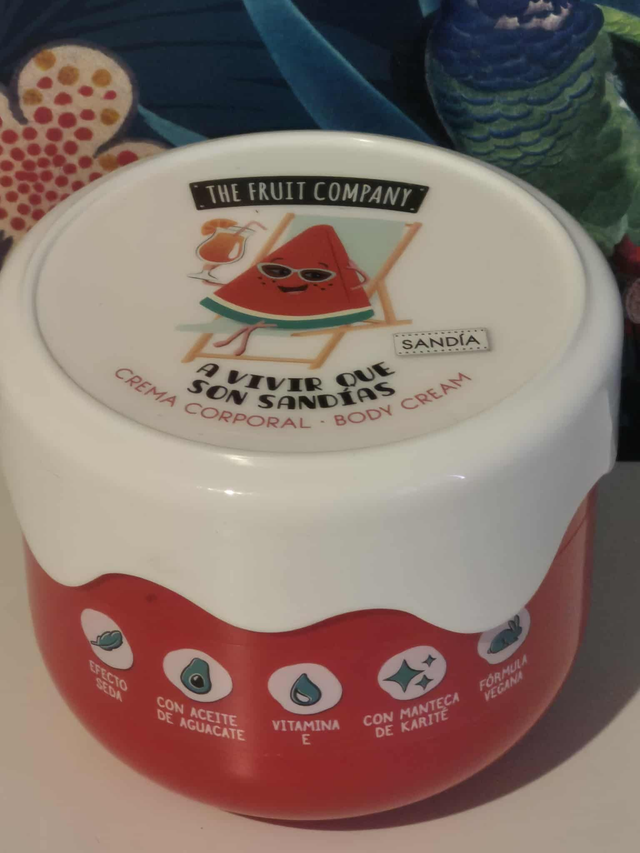 THE FRUIT COMPANY
SANDÍA
A VIVIR QUE
SON SANDÍAS
CREMA CORPORAL · BODY CREAM
EFECTO
SEDA
CON ACEITE
DE AGUACATE
VITAMINA
E
CON MANTECA
DE KARITÉ
FÓRMULA
VEGANA